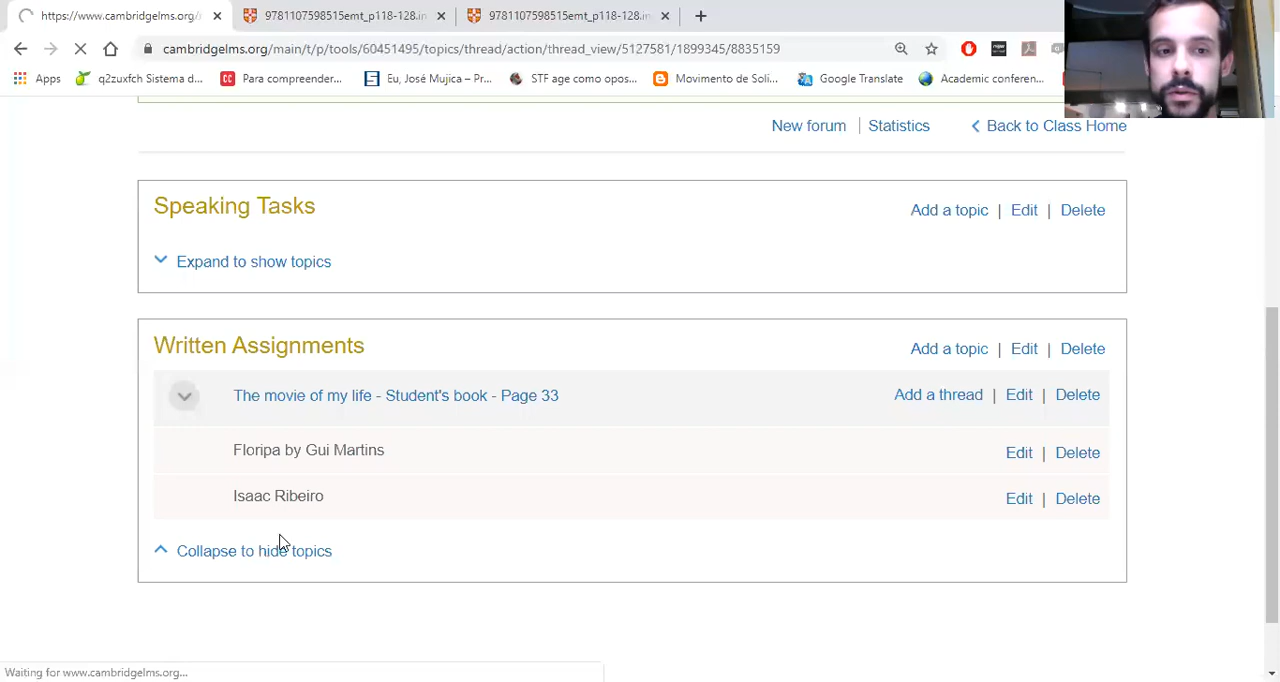 https://www.cambridgelms.org/
9781107598515emt_p118-128.in
9781107598515emt_p118-128.in
cambridgelms.org/main/t/p/tools/60451495/topics/thread/action/thread_view/5127581/1899345/8835159
Apps
q2zuxfch Sistema d...
Para compreender...
Eu, José Mujica – Pr...
STF age como opos...
Movimento de Soli...
Google Translate
Academic conferen...
New forum
Statistics
Back to Class Home
Speaking Tasks
Add a topic | Edit | Delete
Expand to show topics
Written Assignments
Add a topic | Edit | Delete
The movie of my life - Student's book - Page 33
Add a thread | Edit | Delete
Floripa by Gui Martins
Edit | Delete
Isaac Ribeiro
Edit | Delete
Collapse to hide topics
Waiting for www.cambridgelms.org...